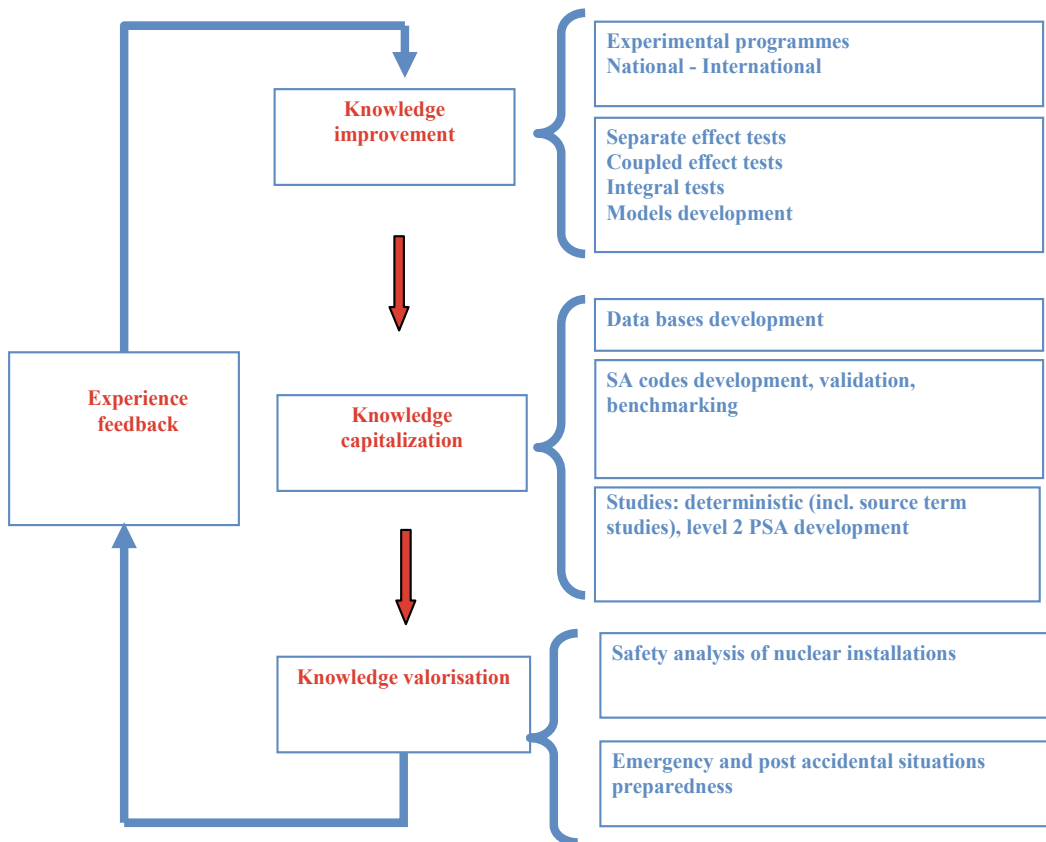 Experimental programmes
National - International
Knowledge
improvement
Separate effect tests
Coupled effect tests
Integral tests
Models development
Experience
feedback
Knowledge
capitalization
Data bases development
SA codes development, validation,
benchmarking
Studies: deterministic (incl. source term
studies), level 2 PSA development
Knowledge valorisation
Safety analysis of nuclear installations
Emergency and post accidental situations
preparedness